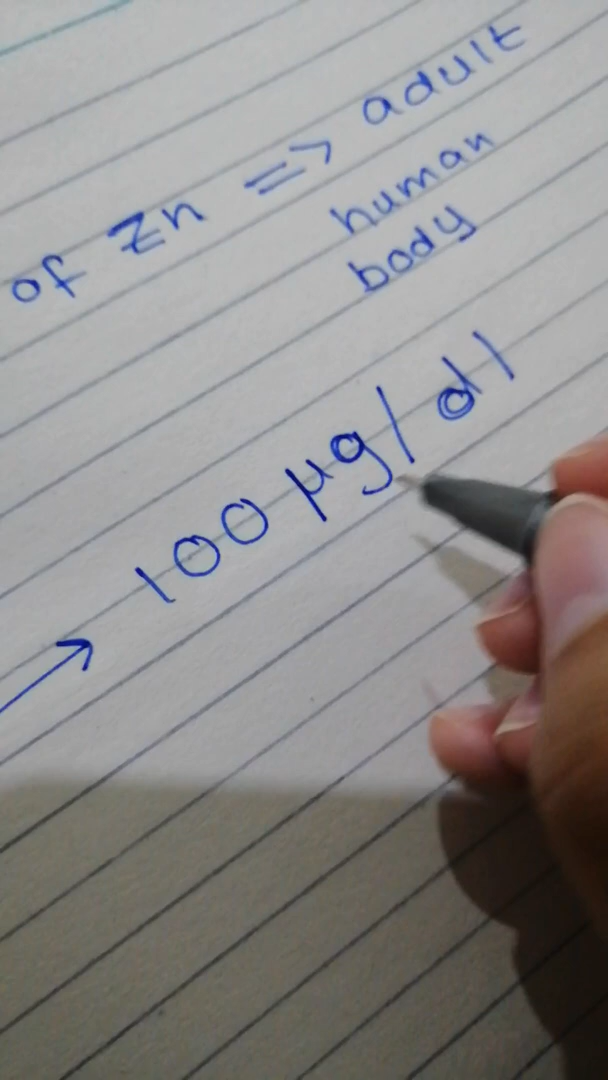 of Zn => adult
human
body
→ 100 μg/dl